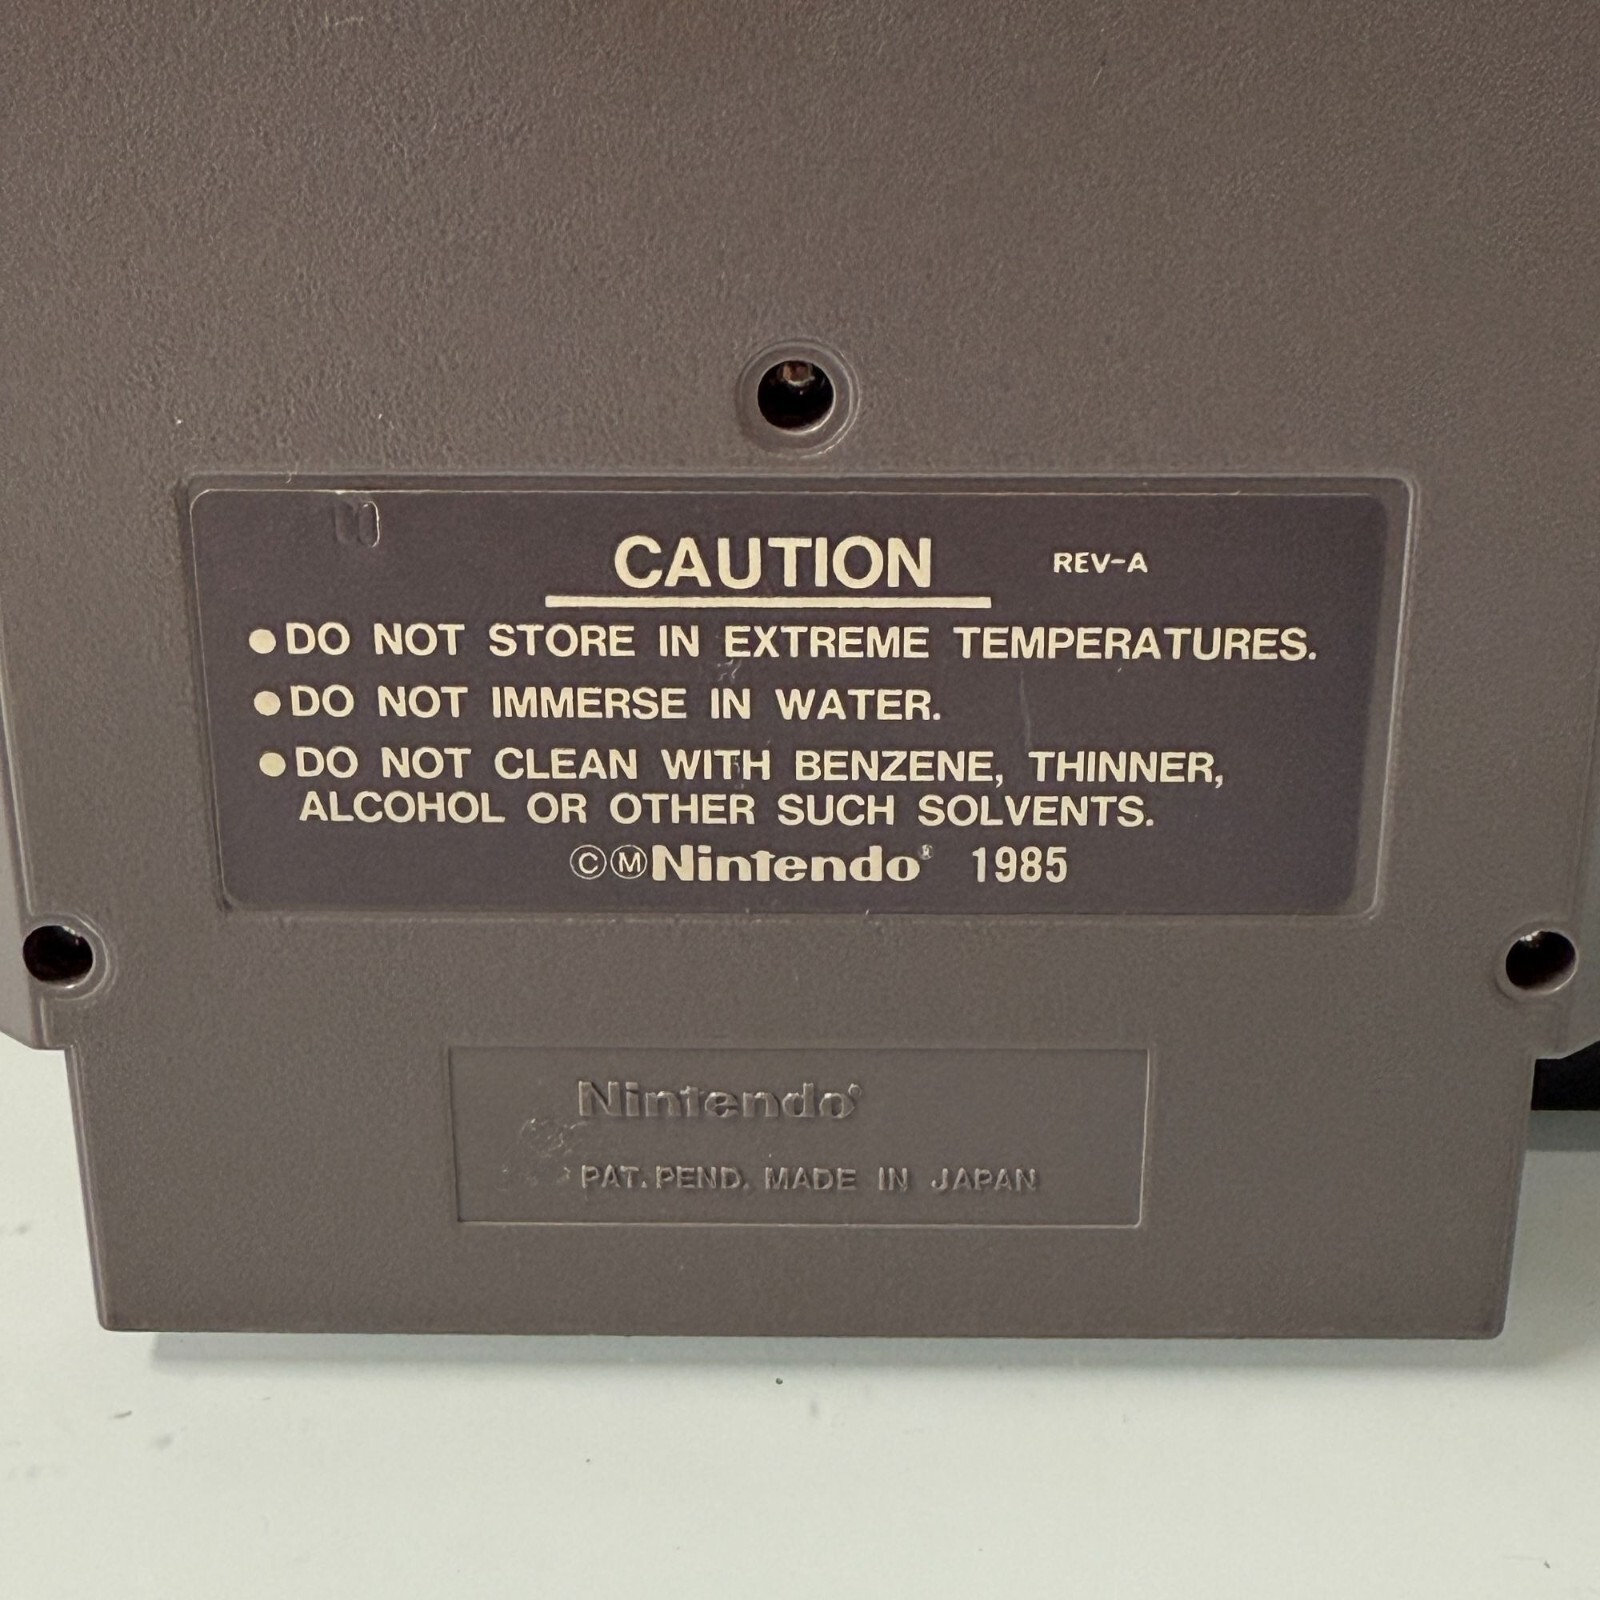 CAUTION REV-A
●DO NOT STORE IN EXTREME TEMPERATURES.
●DO NOT IMMERSE IN WATER.
●DO NOT CLEAN WITH BENZENE, THINNER,
ALCOHOL OR OTHER SUCH SOLVENTS.
©ⓂNintendo® 1985
Nintendo®
PAT. PEND. MADE IN JAPAN